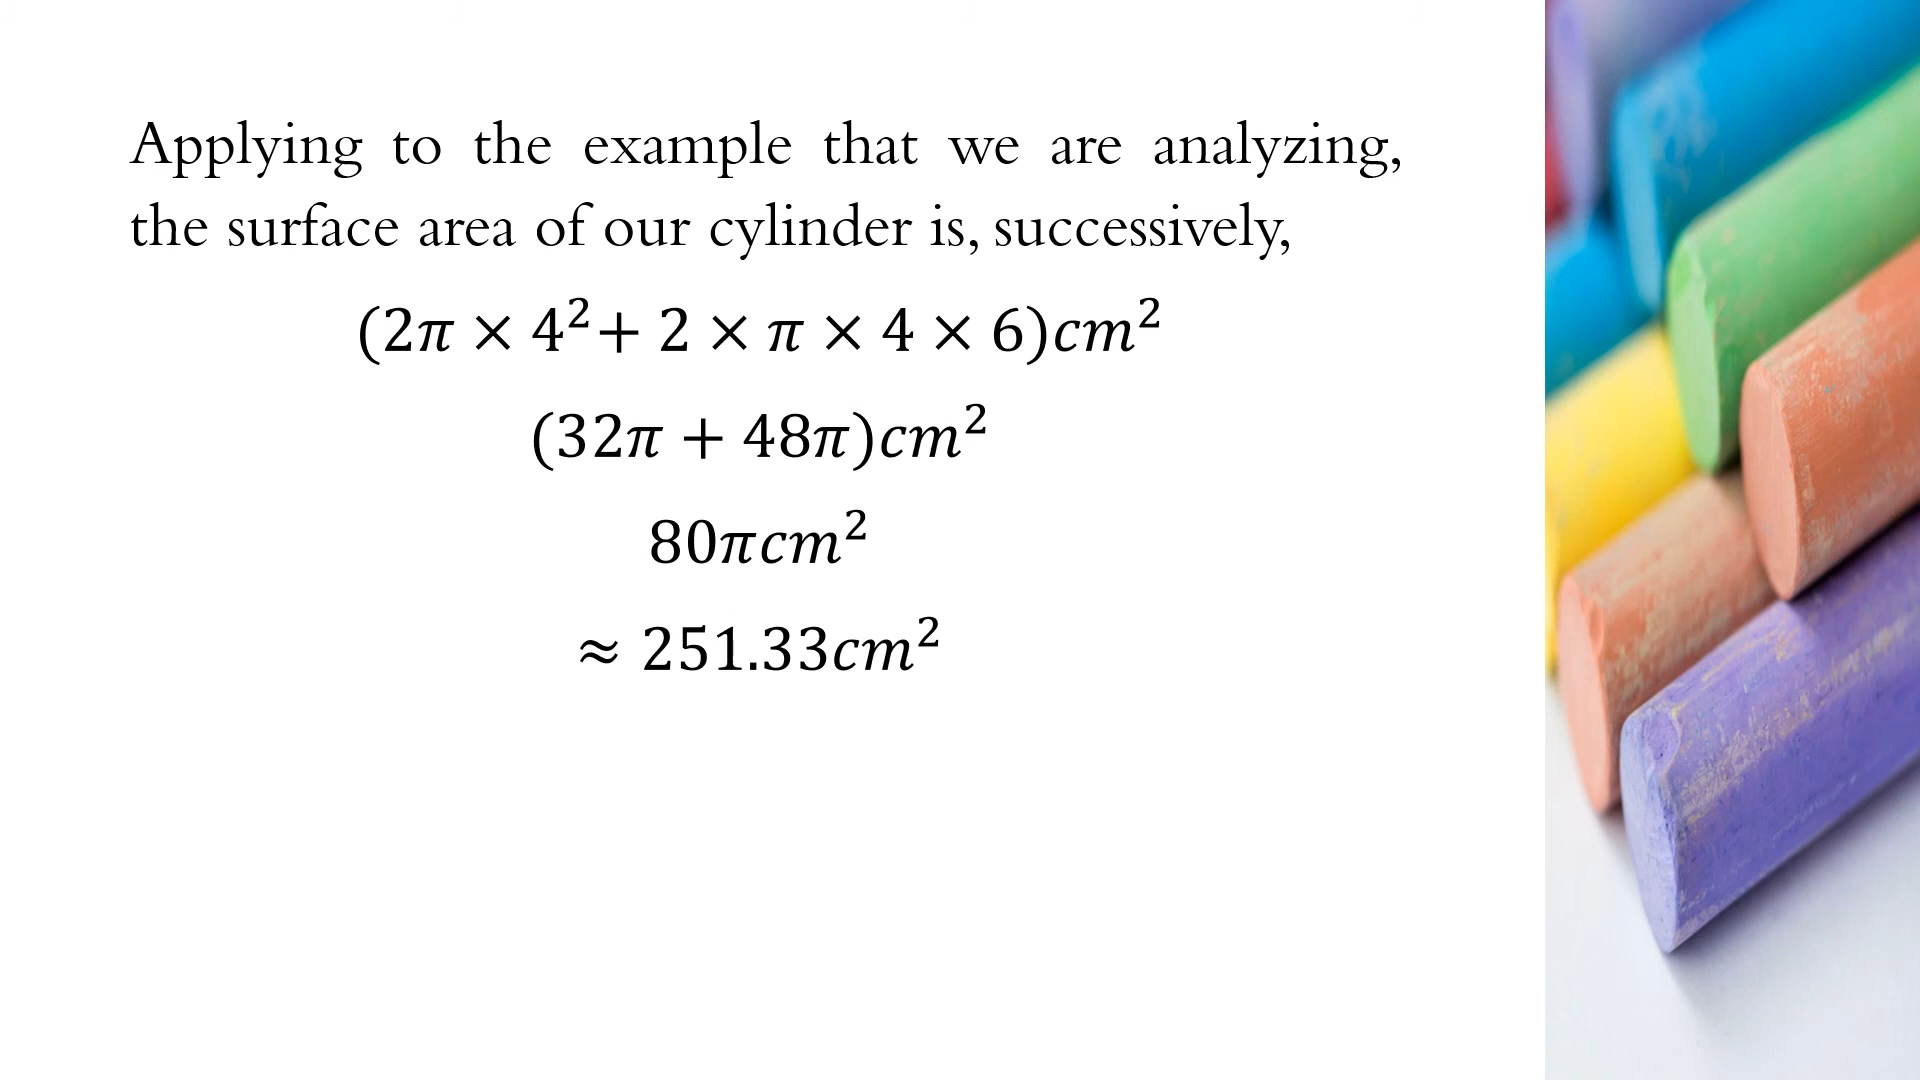 Applying to the example that we are analyzing,
the surface area of our cylinder is, successively,
(2π × 4²+ 2 × π × 4 × 6)cm²
(32π + 48π)cm²
80πcm²
≈ 251.33cm²